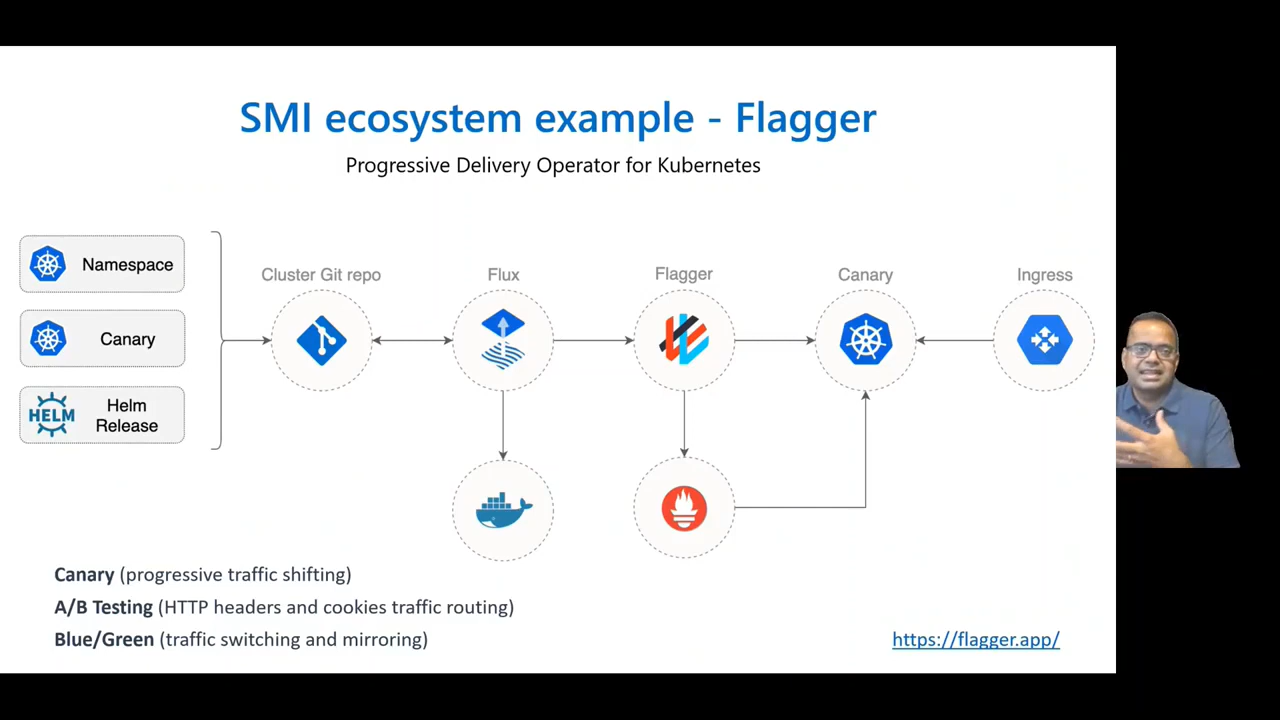 SMI ecosystem example - Flagger
Progressive Delivery Operator for Kubernetes
Namespace
Canary
HELM
Helm
Release
Cluster Git repo
Flux
Flagger
Canary
Ingress
Canary (progressive traffic shifting)
A/B Testing (HTTP headers and cookies traffic routing)
Blue/Green (traffic switching and mirroring)
https://flagger.app/